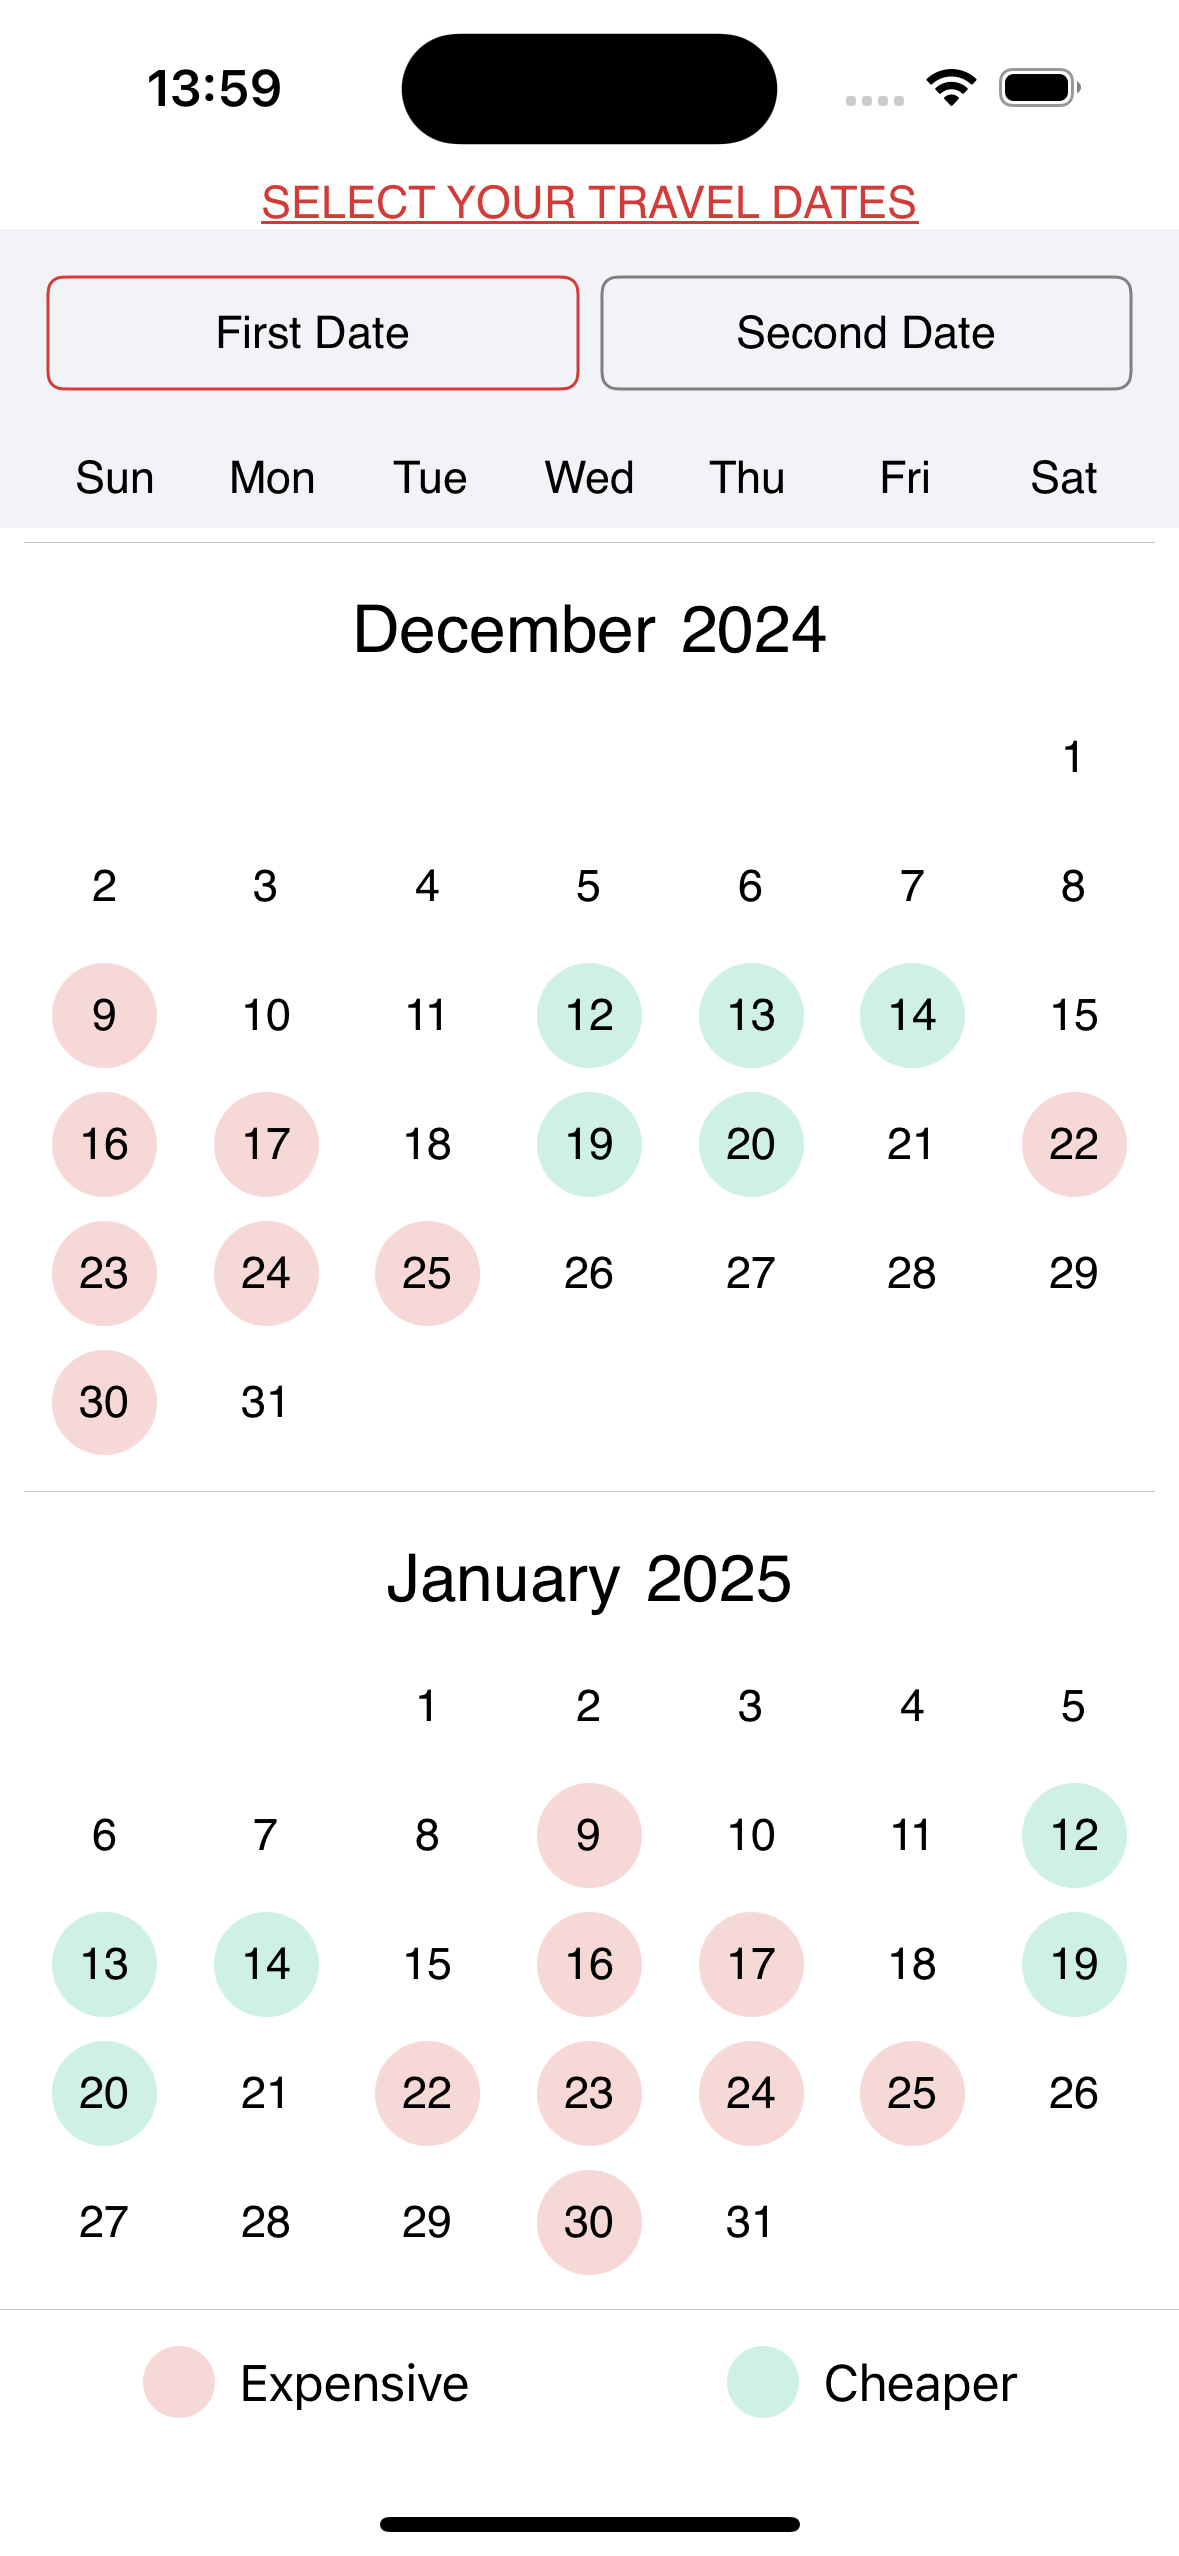 13:59
SELECT YOUR TRAVEL DATES
First Date Second Date
Sun Mon Tue Wed Thu Fri Sat
December 2024
1
2 3 4 5 6 7 8
9 10 11 12 13 14 15
16 17 18 19 20 21 22
23 24 25 26 27 28 29
30 31
January 2025
1 2 3 4 5
6 7 8 9 10 11 12
13 14 15 16 17 18 19
20 21 22 23 24 25 26
27 28 29 30 31
Expensive Cheaper